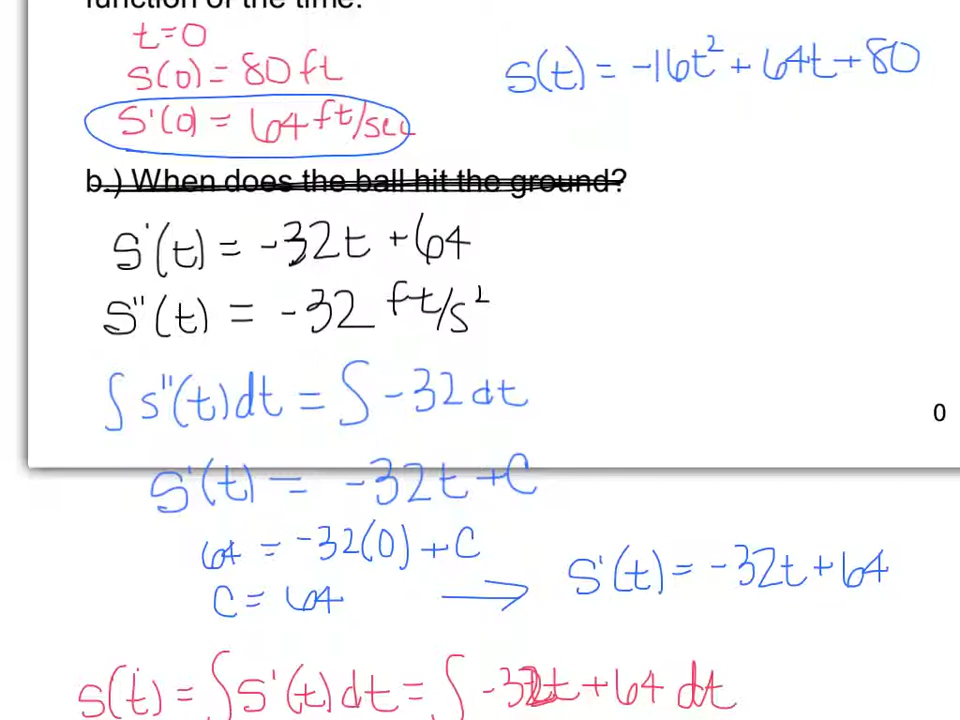 function of the time.
t=0
s(0) = 80 ft
s(t) = -16t² + 64t + 80
s'(0) = 64 ft/sec
b.) When does the ball hit the ground?
s'(t) = -32t + 64
s''(t) = -32 ft/s²
∫ s''(t) dt = ∫ -32 dt
0
s'(t) = -32t + C
64 = -32(0) + C
C = 64 → s'(t) = -32t + 64
s(t) = ∫ s'(t) dt = ∫ -32t + 64 dt